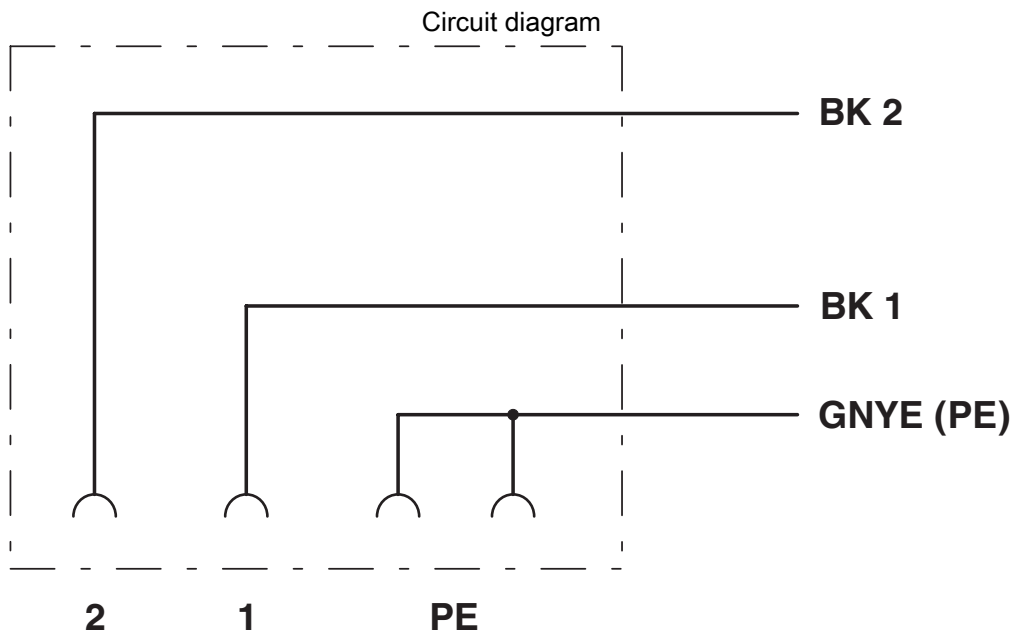 Circuit diagram
BK 2
BK 1
GNYE (PE)
2 1 PE